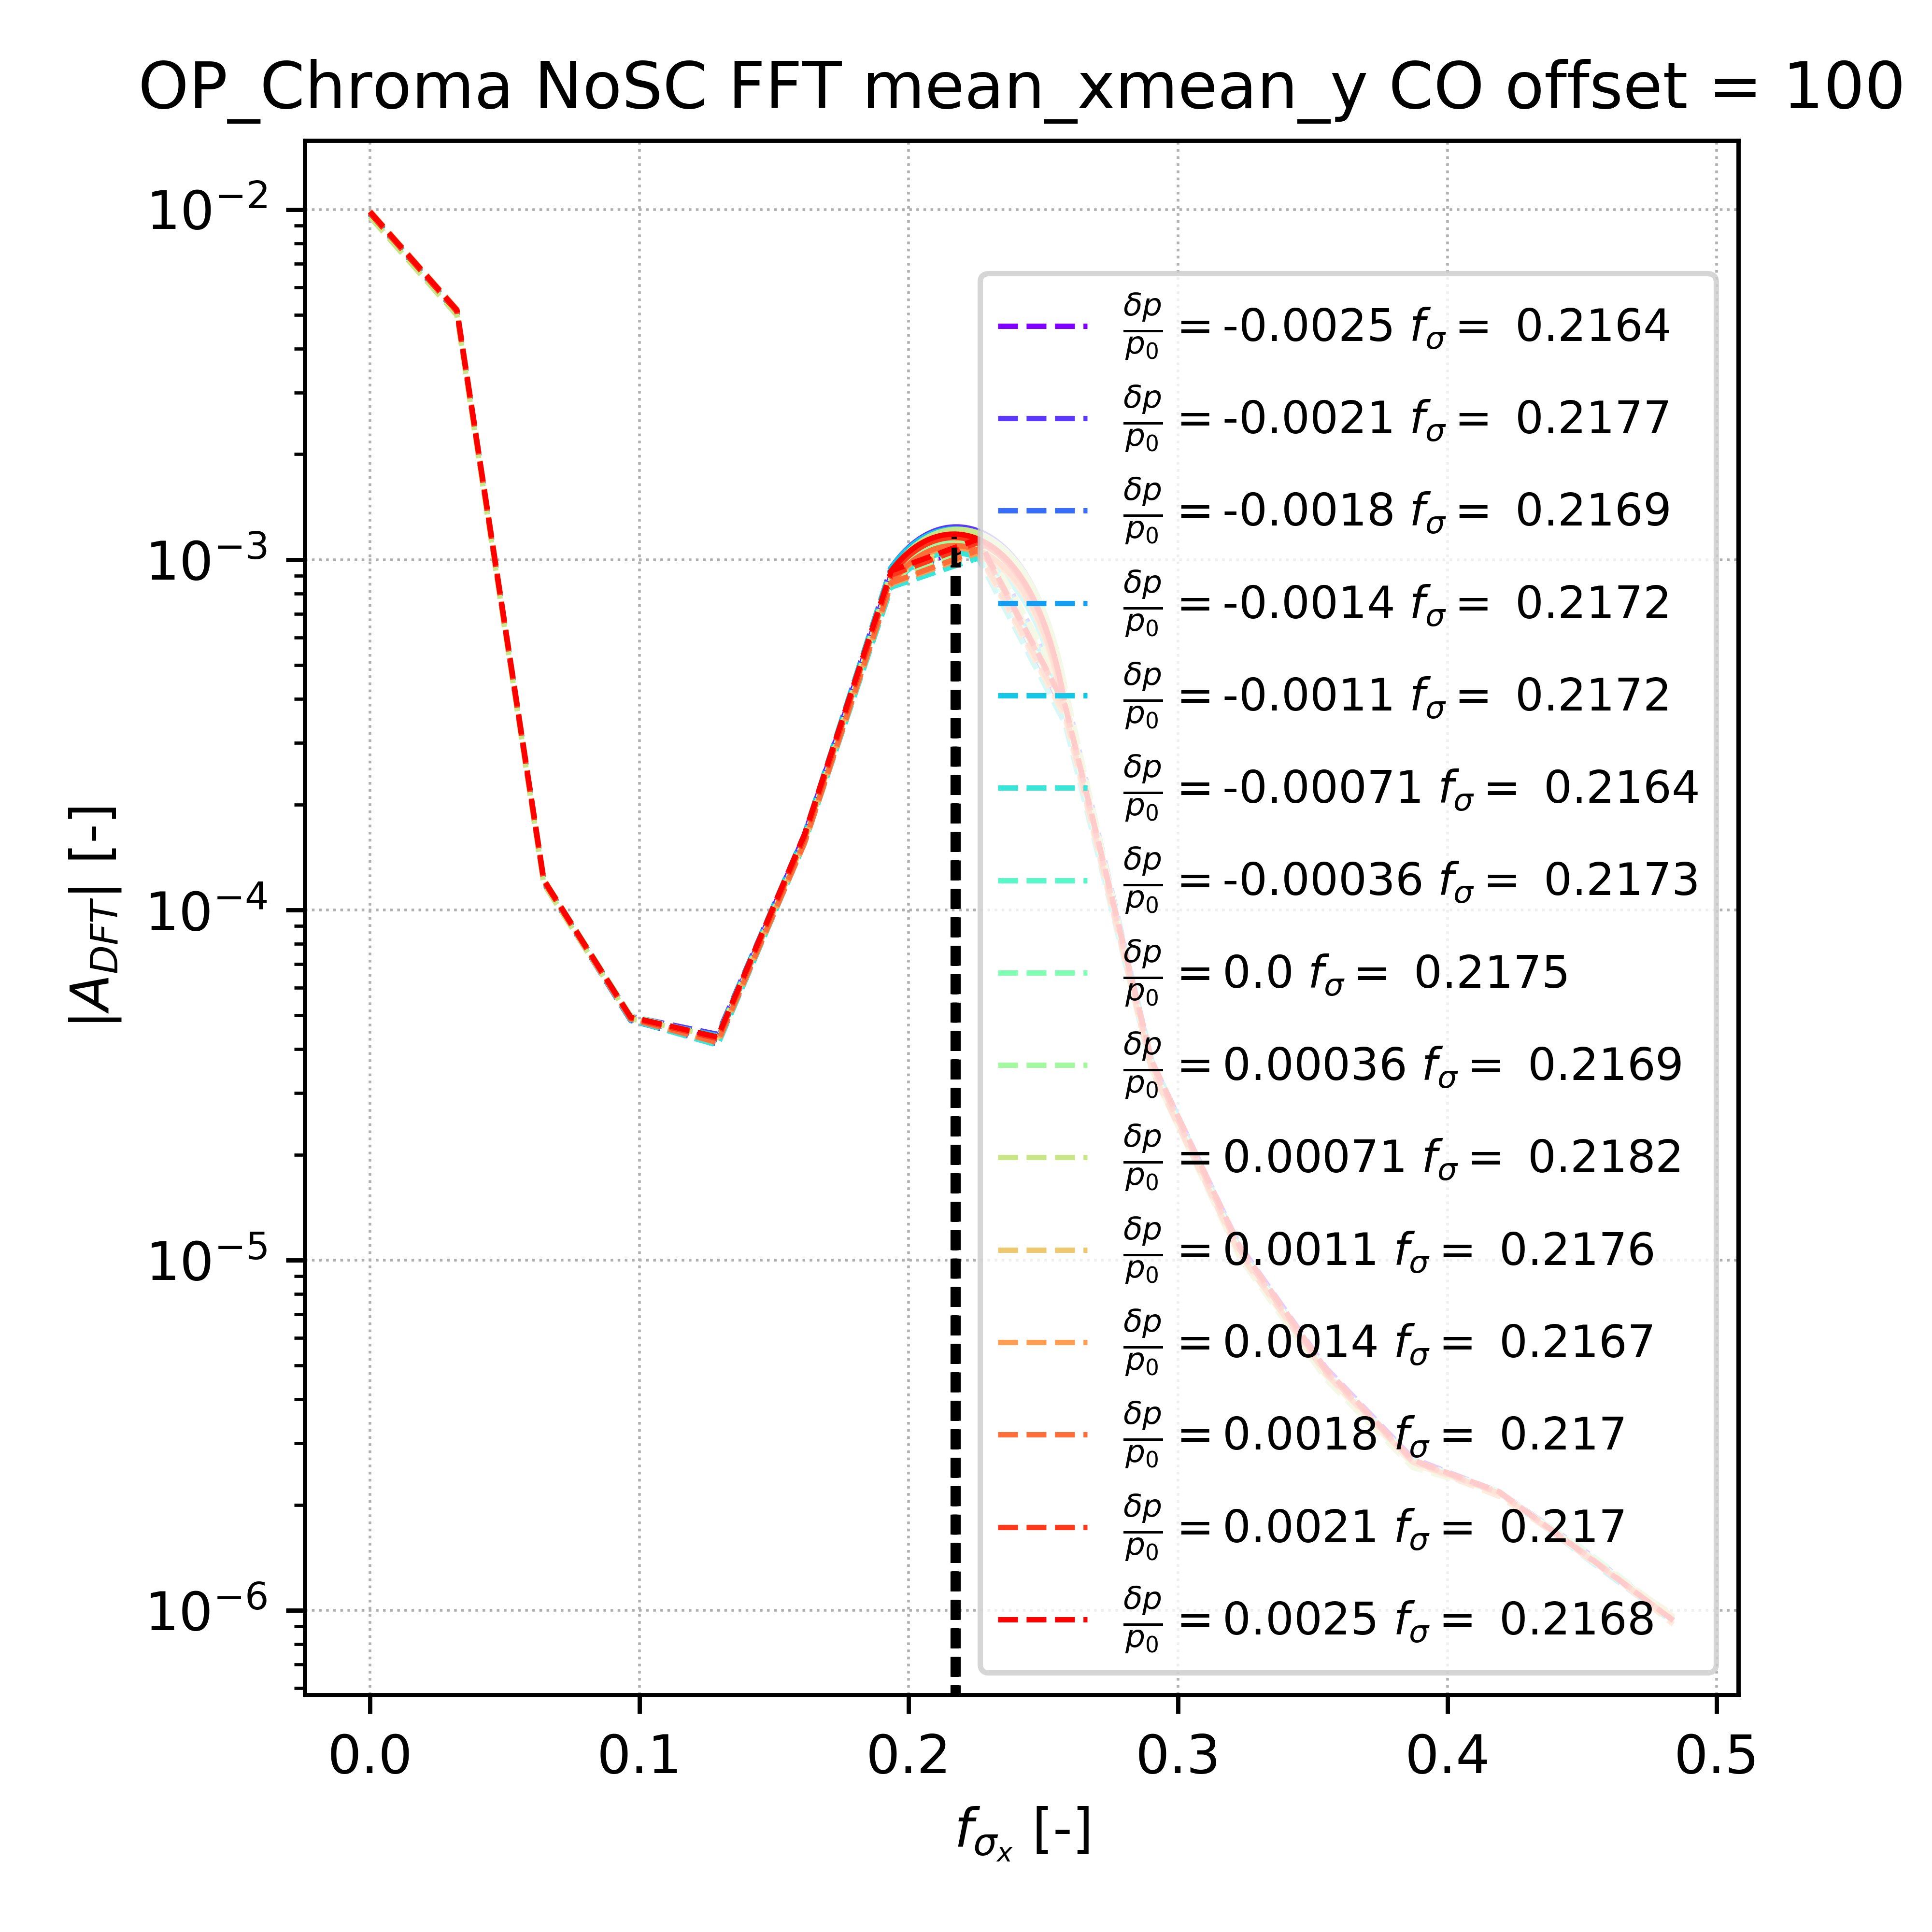 OP_Chroma NoSC FFT mean_xmean_y CO offset = 100
10⁻²
10⁻³
10⁻⁴
10⁻⁵
10⁻⁶
|A_DFT| [-]
δp/p₀ = -0.0025 f_σ = 0.2164
δp/p₀ = -0.0021 f_σ = 0.2177
δp/p₀ = -0.0018 f_σ = 0.2169
δp/p₀ = -0.0014 f_σ = 0.2172
δp/p₀ = -0.0011 f_σ = 0.2172
δp/p₀ = -0.00071 f_σ = 0.2164
δp/p₀ = -0.00036 f_σ = 0.2173
δp/p₀ = 0.0 f_σ = 0.2175
δp/p₀ = 0.00036 f_σ = 0.2169
δp/p₀ = 0.00071 f_σ = 0.2182
δp/p₀ = 0.0011 f_σ = 0.2176
δp/p₀ = 0.0014 f_σ = 0.2167
δp/p₀ = 0.0018 f_σ = 0.217
δp/p₀ = 0.0021 f_σ = 0.217
δp/p₀ = 0.0025 f_σ = 0.2168
0.0 0.1 0.2 0.3 0.4 0.5
f_σₓ [-]